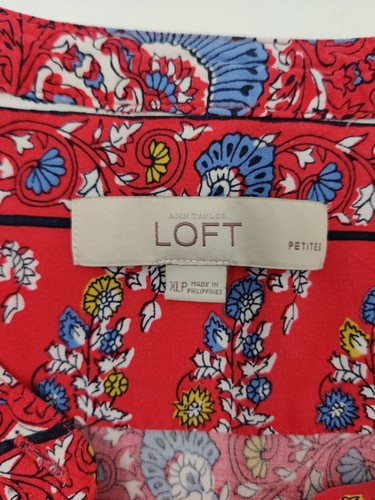 ANN TAYLOR
LOFT
PETITES
XLP MADE IN
PHILIPPINES